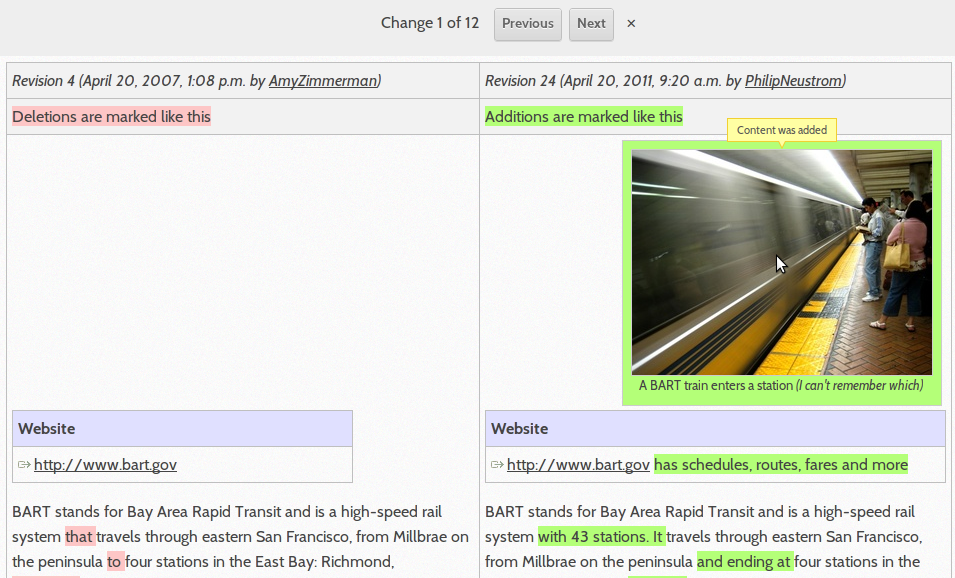 Change 1 of 12 Previous Next ×
Revision 4 (April 20, 2007, 1:08 p.m. by AmyZimmerman)
Revision 24 (April 20, 2011, 9:20 a.m. by PhilipNeustrom)
Deletions are marked like this
Additions are marked like this
Content was added
A BART train enters a station (I can't remember which)
Website
http://www.bart.gov
BART stands for Bay Area Rapid Transit and is a high-speed rail
system that travels through eastern San Francisco, from Millbrae on
the peninsula to four stations in the East Bay: Richmond,
Website
http://www.bart.gov has schedules, routes, fares and more
BART stands for Bay Area Rapid Transit and is a high-speed rail
system with 43 stations. It travels through eastern San Francisco,
from Millbrae on the peninsula and ending at four stations in the